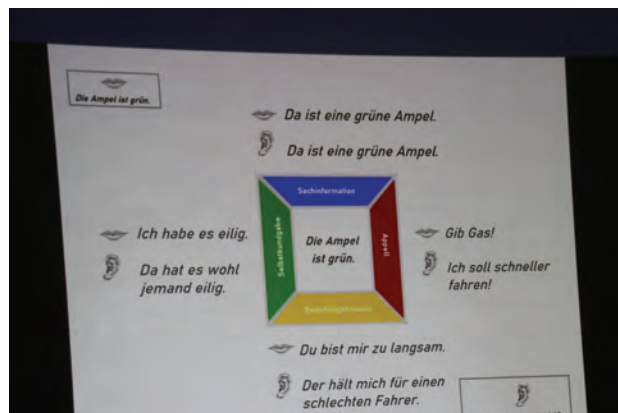 Die Ampel ist grün.
Da ist eine grüne Ampel.
Da ist eine grüne Ampel.
Sachinformation
Ich habe es eilig.
Da hat es wohl
jemand eilig.
Selbstkundgabe
Die Ampel
ist grün.
Appell
Gib Gas!
Ich soll schneller
fahren!
Beziehungshinweis
Du bist mir zu langsam.
Der hält mich für einen
schlechten Fahrer.